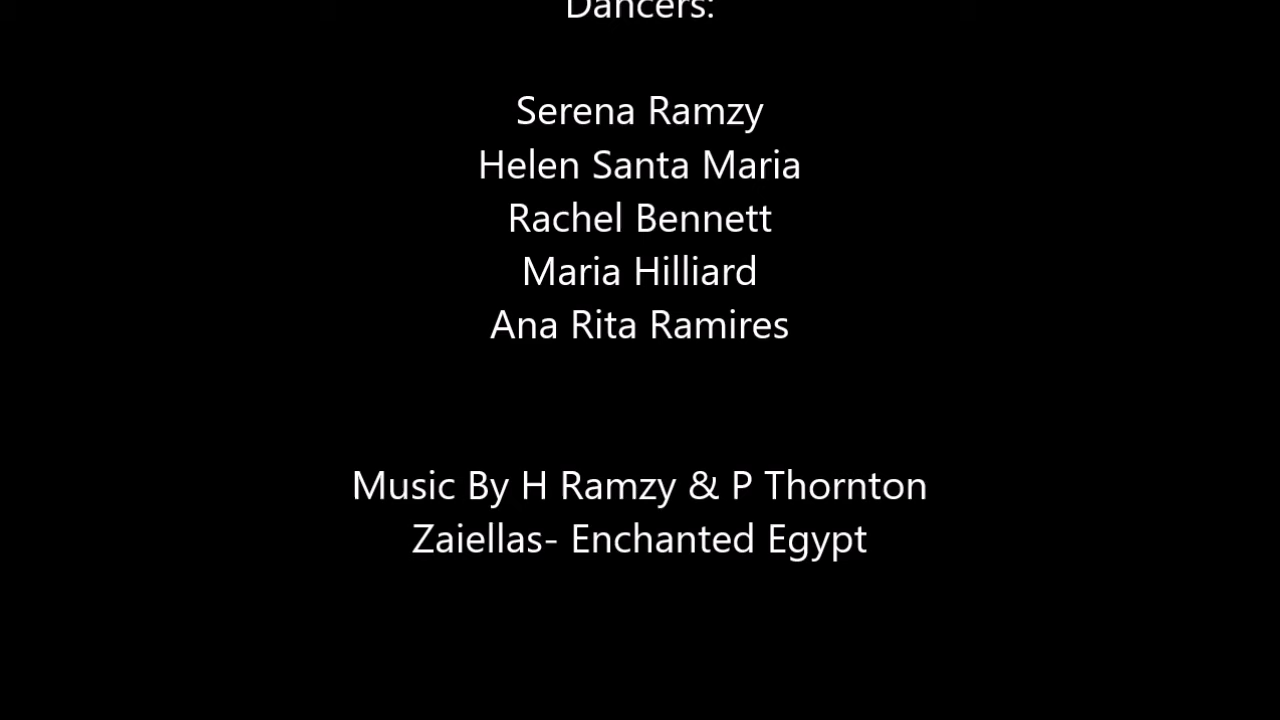 Dancers:
Serena Ramzy
Helen Santa Maria
Rachel Bennett
Maria Hilliard
Ana Rita Ramires
Music By H Ramzy & P Thornton
Zaiellas- Enchanted Egypt